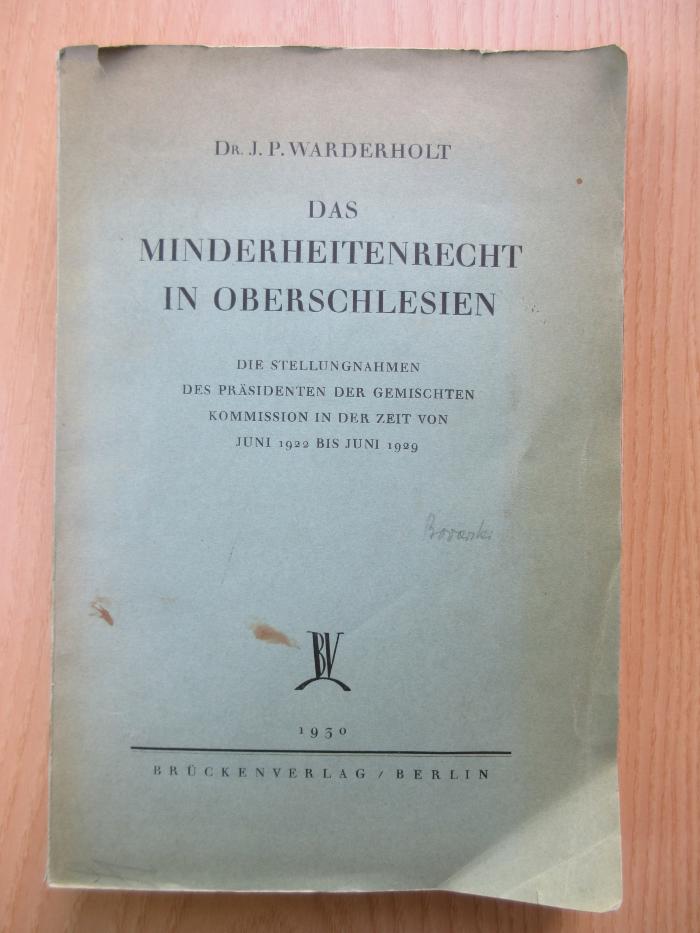 Dr. J. P. WARDERHOLT
DAS
MINDERHEITENRECHT
IN OBERSCHLESIEN
DIE STELLUNGNAHMEN
DES PRÄSIDENTEN DER GEMISCHTEN
KOMMISSION IN DER ZEIT VON
JUNI 1922 BIS JUNI 1929
BV
1930
BRÜCKENVERLAG / BERLIN